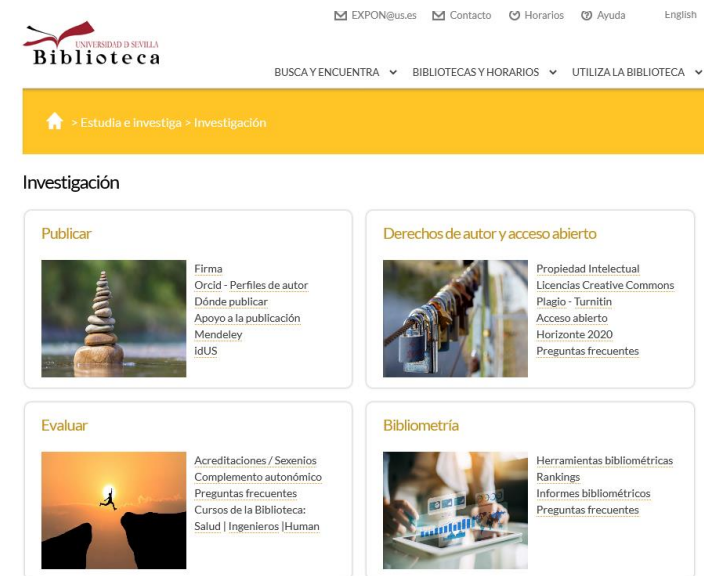 EXPON@us.es Contacto Horarios Ayuda English
UNIVERSIDAD D SEVILLA
Biblioteca
BUSCA Y ENCUENTRA BIBLIOTECAS Y HORARIOS UTILIZA LA BIBLIOTECA
> Estudia e investiga > Investigación
Investigación
Publicar
Firma
Orcid - Perfiles de autor
Dónde publicar
Apoyo a la publicación
Mendeley
idUS
Derechos de autor y acceso abierto
Propiedad Intelectual
Licencias Creative Commons
Plagio - Turnitin
Acceso abierto
Horizonte 2020
Preguntas frecuentes
Evaluar
Acreditaciones / Sexenios
Complemento autonómico
Preguntas frecuentes
Cursos de la Biblioteca:
Salud | Ingenieros |Human
Bibliometría
Herramientas bibliométricas
Rankings
Informes bibliométricos
Preguntas frecuentes